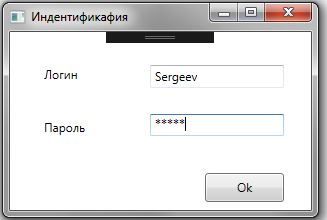 Индентификафия
Логин
Sergeev
Пароль
*****
Ok